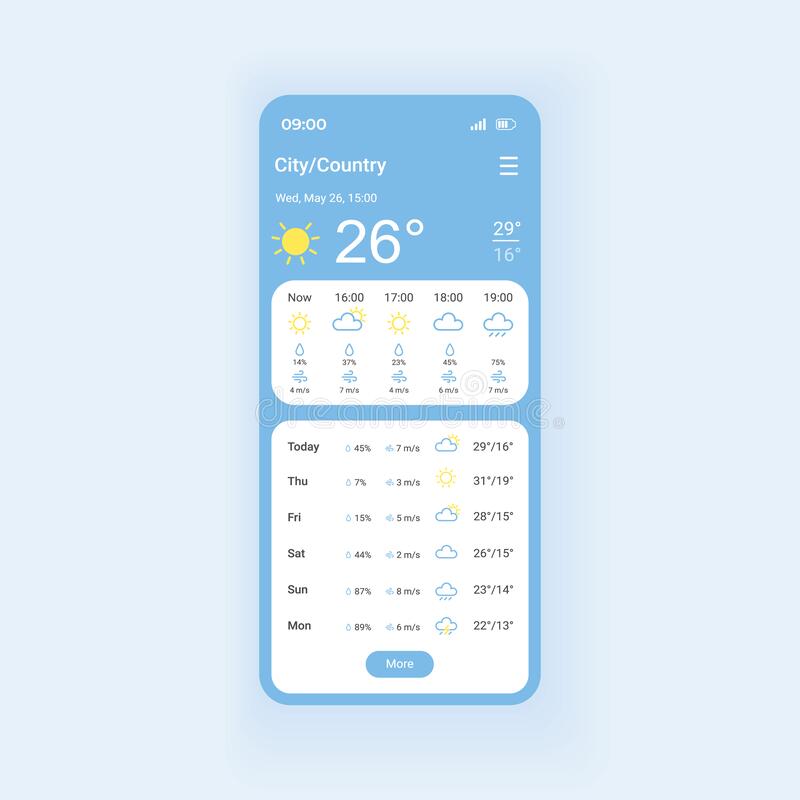 09:00
City/Country
Wed, May 26, 15:00
26° 29°
16°
Now 16:00 17:00 18:00 19:00
14% 37% 23% 45% 75%
4 m/s 7 m/s 4 m/s 6 m/s 7 m/s
dreamstime
Today 45% 7 m/s 29°/16°
Thu 7% 3 m/s 31°/19°
Fri 15% 5 m/s 28°/15°
Sat 44% 2 m/s 26°/15°
Sun 87% 8 m/s 23°/14°
Mon 89% 6 m/s 22°/13°
More